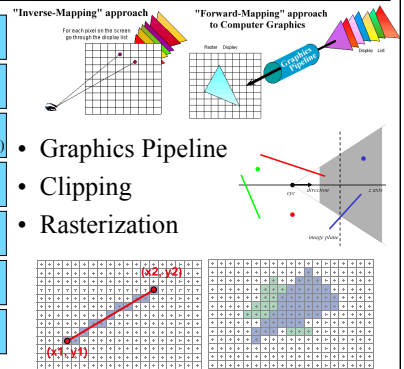 "Inverse-Mapping" approach
For each pixel on the screen
go through the display list
"Forward-Mapping" approach
to Computer Graphics
Raster Display
Graphics
Pipeline
Display List
)
• Graphics Pipeline
• Clipping
• Rasterization
eye
direction
z axis
image plane
(x2, y2)
(x1, y1)